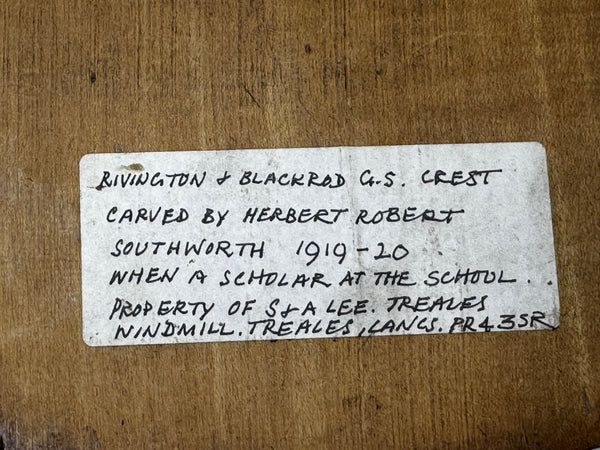 RIVINGTON & BLACKROD G.S. CREST
CARVED BY HERBERT ROBERT
SOUTHWORTH 1919-20
WHEN A SCHOLAR AT THE SCHOOL..
PROPERTY OF S & A LEE. TREALES
WINDMILL. TREALES, LANCS. PR4 3SR